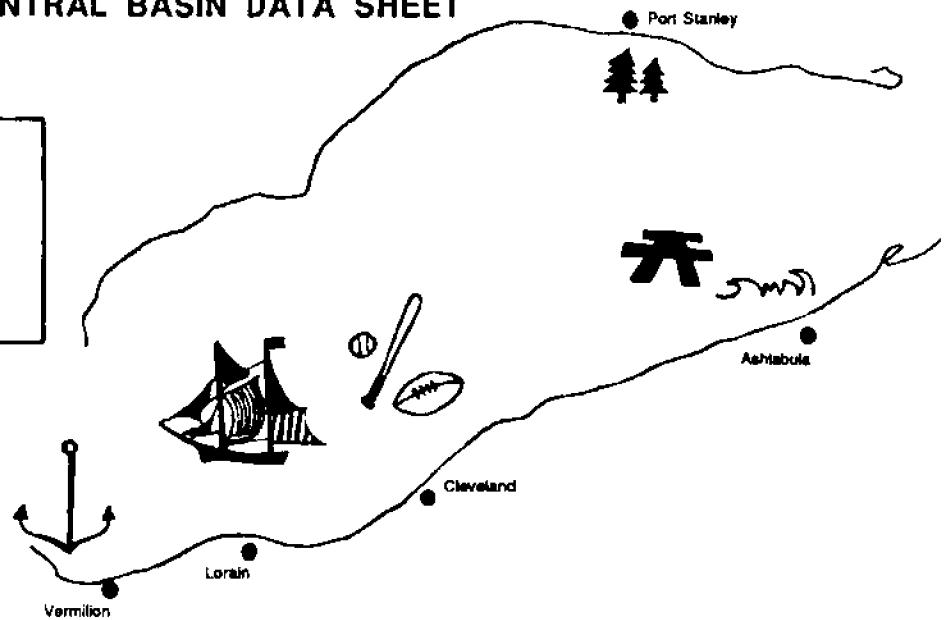 NTRAL BASIN DATA SHEET
Port Stanley
Ashtabula
Cleveland
Lorain
Vermilion